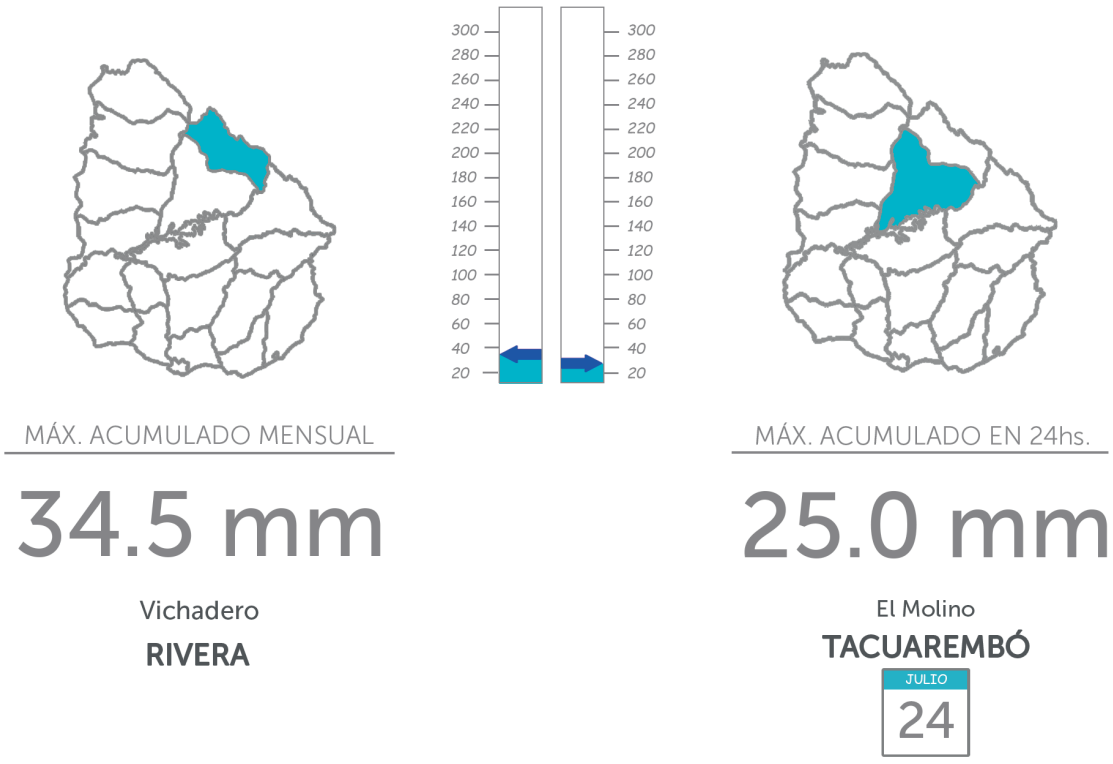 300 300
280 280
260 260
240 240
220 220
200 200
180 180
160 160
140 140
120 120
100 100
80 80
60 60
40 40
20 20
MÁX. ACUMULADO MENSUAL
34.5 mm
Vichadero
RIVERA
MÁX. ACUMULADO EN 24hs.
25.0 mm
El Molino
TACUAREMBÓ
JULIO
24